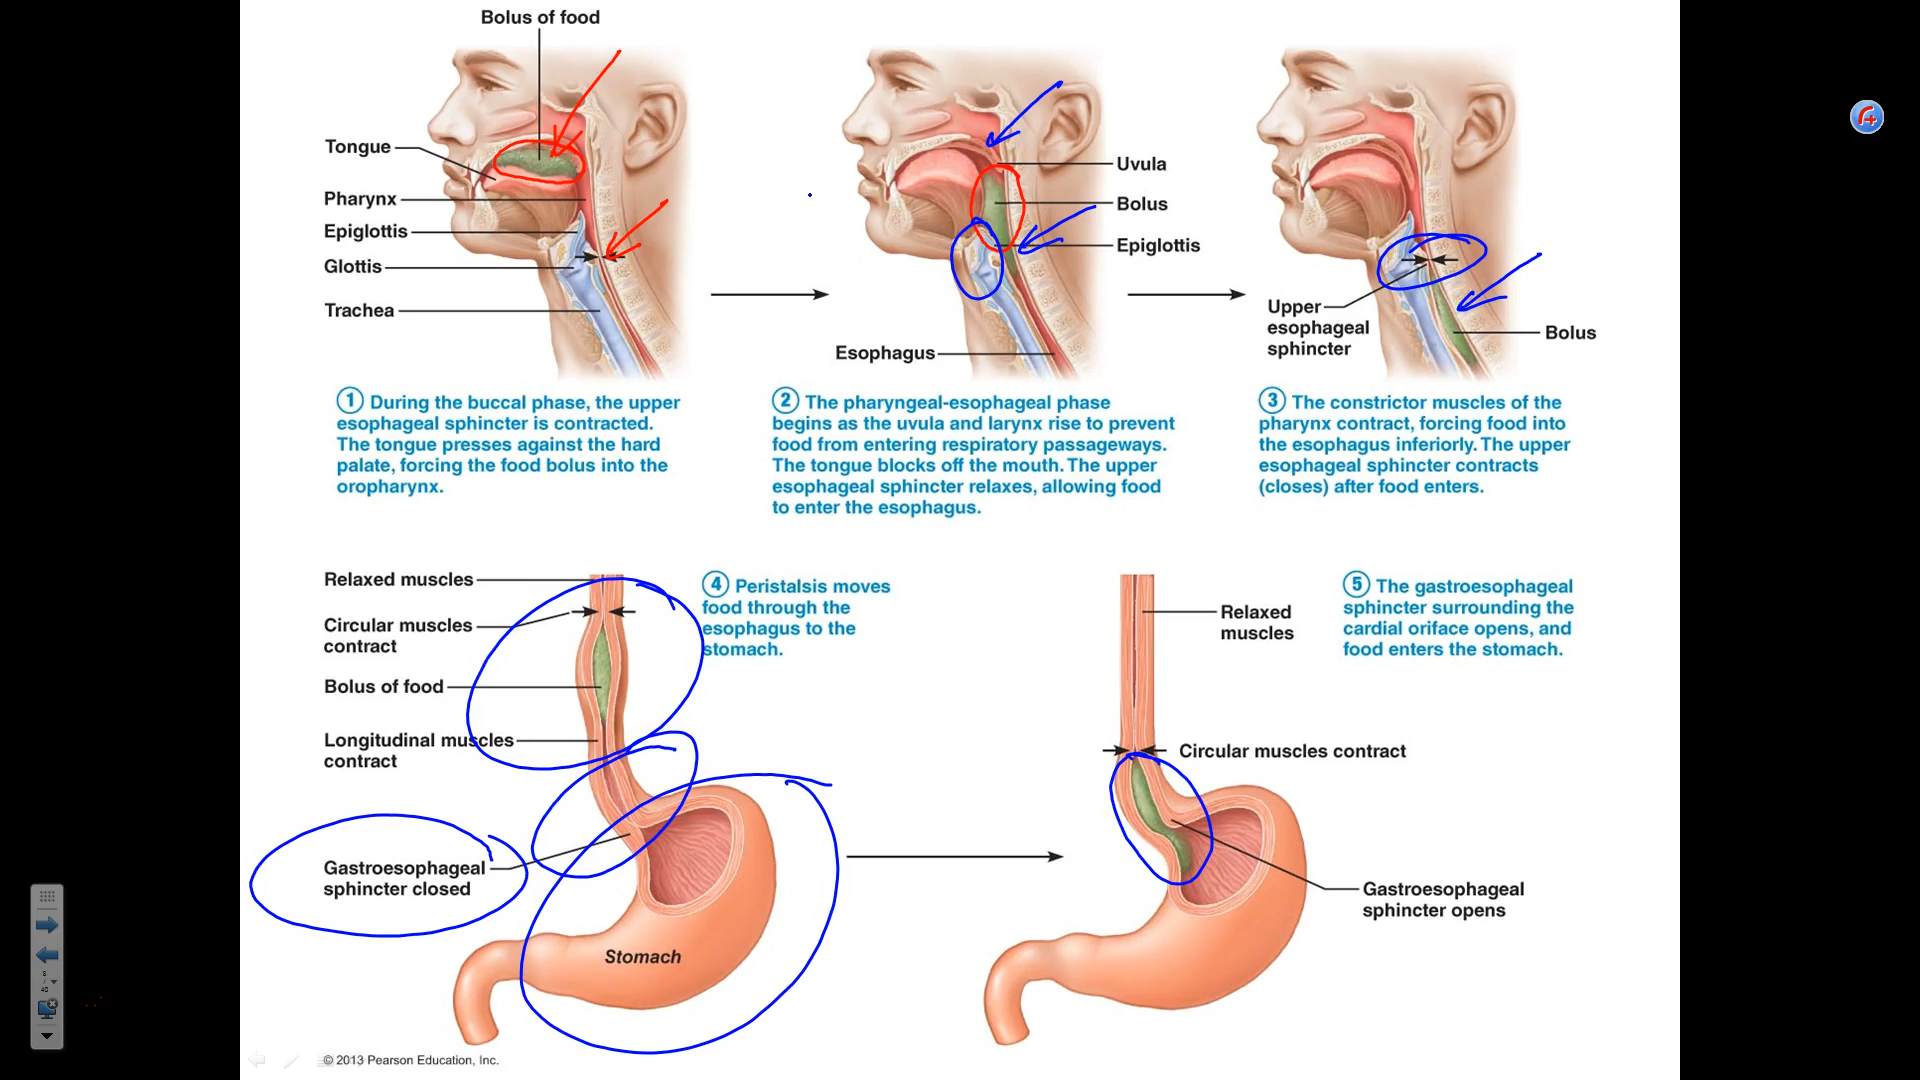 Bolus of food
Tongue
Pharynx
Epiglottis
Glottis
Trachea
Uvula
Bolus
Epiglottis
Esophagus
Upper
esophageal
sphincter
Bolus
1 During the buccal phase, the upper
esophageal sphincter is contracted.
The tongue presses against the hard
palate, forcing the food bolus into the
oropharynx.
2 The pharyngeal-esophageal phase
begins as the uvula and larynx rise to prevent
food from entering respiratory passageways.
The tongue blocks off the mouth. The upper
esophageal sphincter relaxes, allowing food
to enter the esophagus.
3 The constrictor muscles of the
pharynx contract, forcing food into
the esophagus inferiorly. The upper
esophageal sphincter contracts
(closes) after food enters.
Relaxed muscles
Circular muscles
contract
Bolus of food
Longitudinal muscles
contract
Gastroesophageal
sphincter closed
Stomach
4 Peristalsis moves
food through the
esophagus to the
stomach.
Relaxed
muscles
Circular muscles contract
Gastroesophageal
sphincter opens
5 The gastroesophageal
sphincter surrounding the
cardial oriface opens, and
food enters the stomach.
© 2013 Pearson Education, Inc.